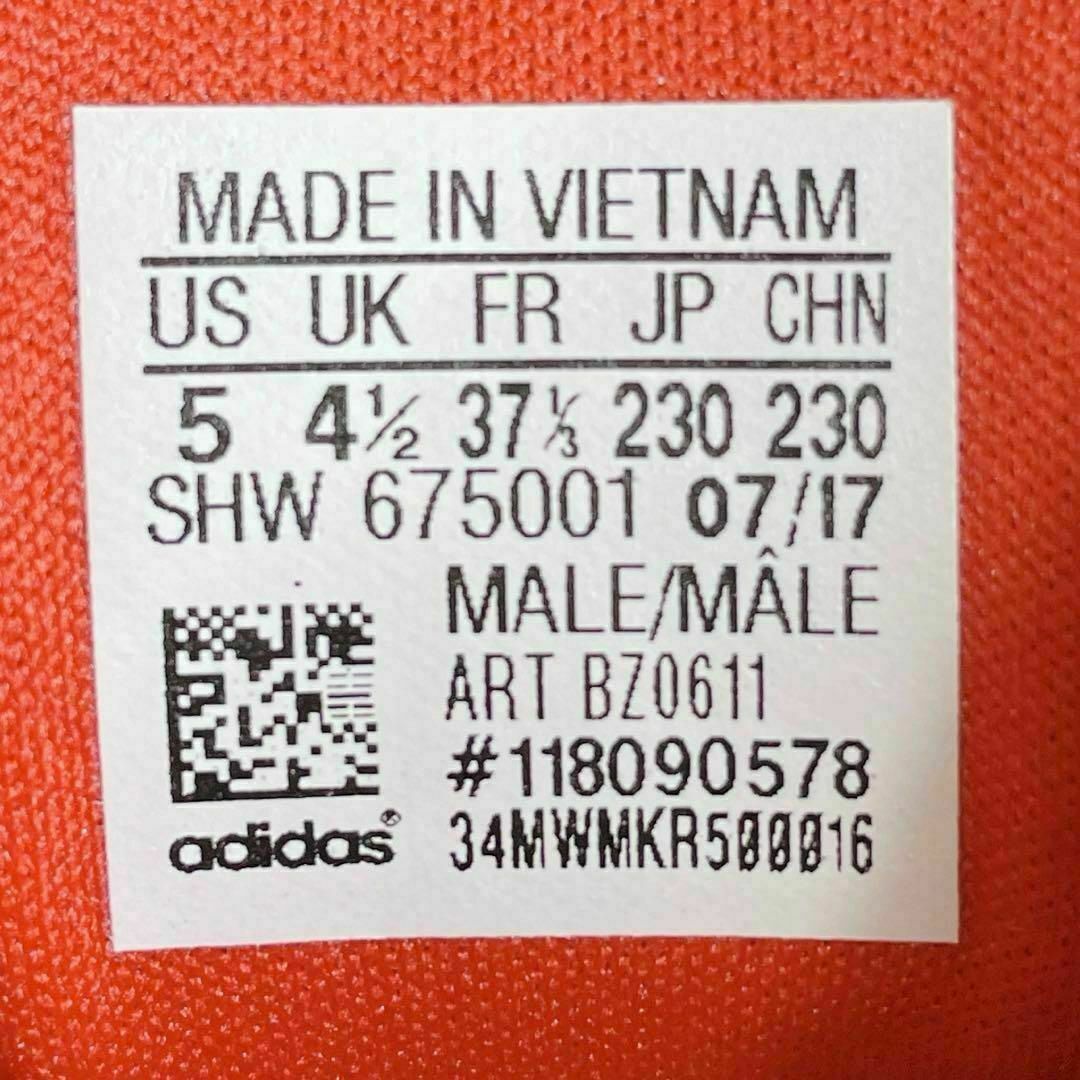 MADE IN VIETNAM
US UK FR JP CHN
5 4½ 37⅓ 230 230
SHW 675001 07/17
MALE/MÂLE
ART BZ0611
#118090578
adidas® 34MWMKR5000016